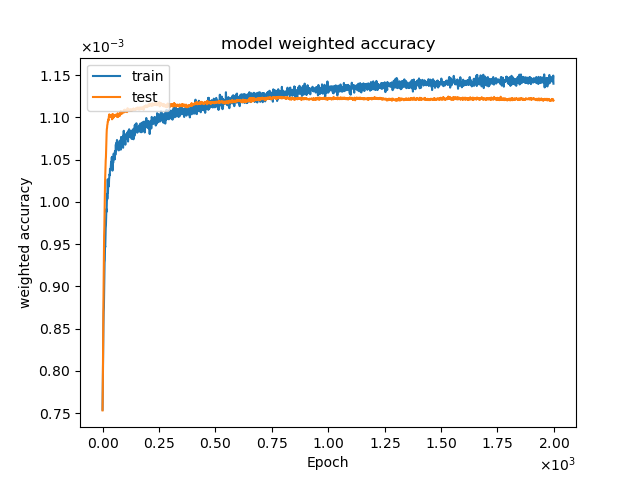 model weighted accuracy
×10⁻³
train
test
1.15
1.10
1.05
1.00
0.95
0.90
0.85
0.80
0.75
weighted accuracy
0.00 0.25 0.50 0.75 1.00 1.25 1.50 1.75 2.00
Epoch
×10³